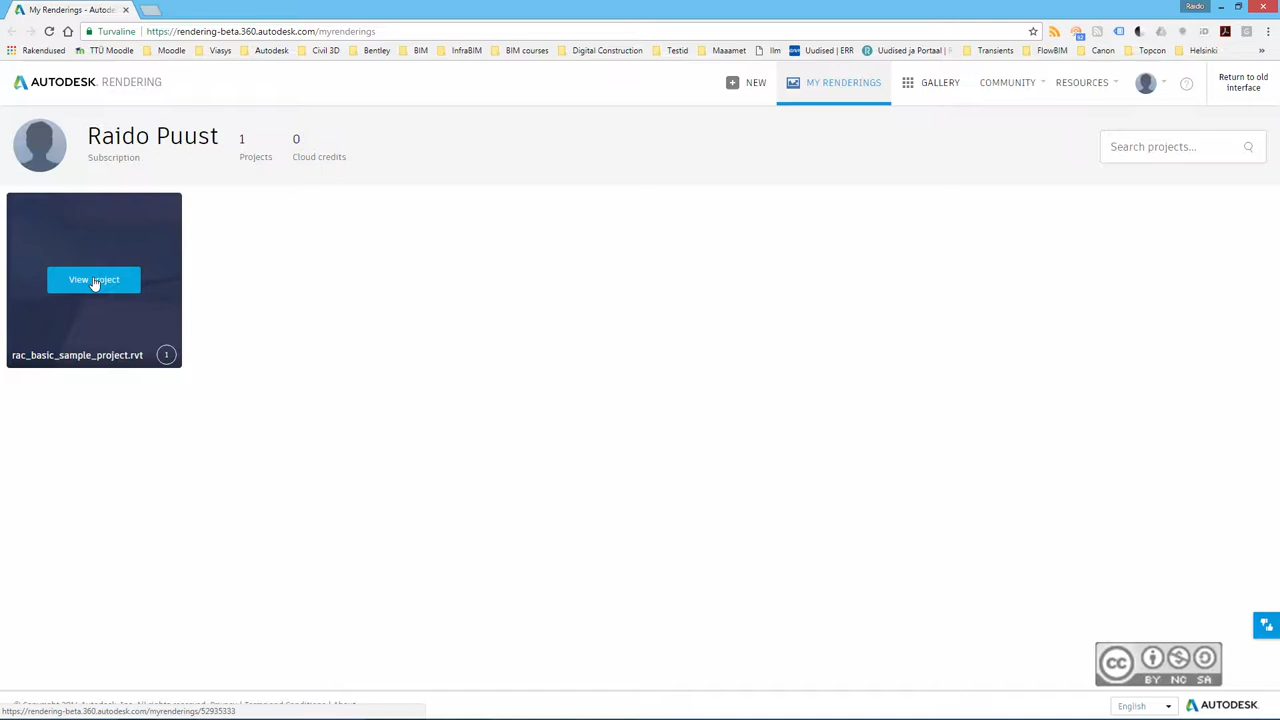 My Renderings - Autode
Raido
Turvaline
https://rendering-beta.360.autodesk.com/myrenderings
Rakendused TTÜ Moodle Moodle Viasys Autodesk Civil 3D Bentley BIM InfraBIM BIM courses Digital Construction Testid Maaamet Ilm Uudised | ERR Uudised ja Portaal | Transients FlowBIM Canon Topcon Helsinki »
AUTODESK. RENDERING
NEW MY RENDERINGS GALLERY COMMUNITY RESOURCES
Return to old
interface
Raido Puust
Subscription
1
Projects
0
Cloud credits
Search projects...
View project
rac_basic_sample_project.rvt 1
CC BY NC SA
https://rendering-beta.360.autodesk.com/myrenderings/52935333
English
AUTODESK.